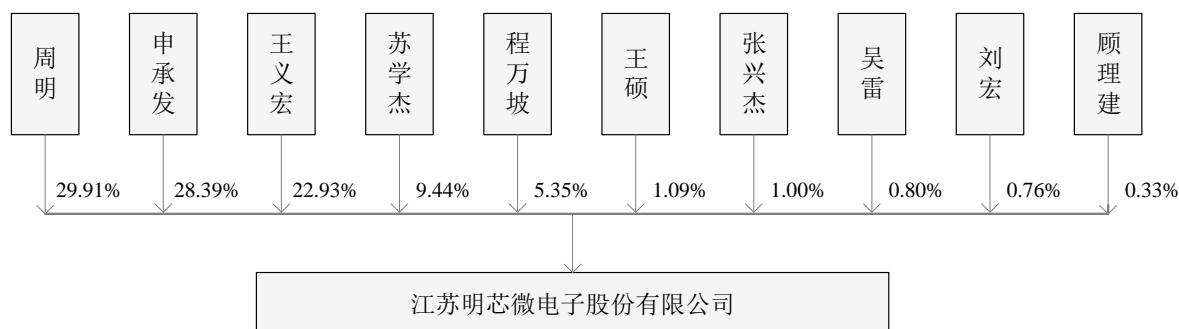 周明
申承发
王义宏
苏学杰
程万坡
王硕
张兴杰
吴雷
刘宏
顾理建
29.91%
28.39%
22.93%
9.44%
5.35%
1.09%
1.00%
0.80%
0.76%
0.33%
江苏明芯微电子股份有限公司